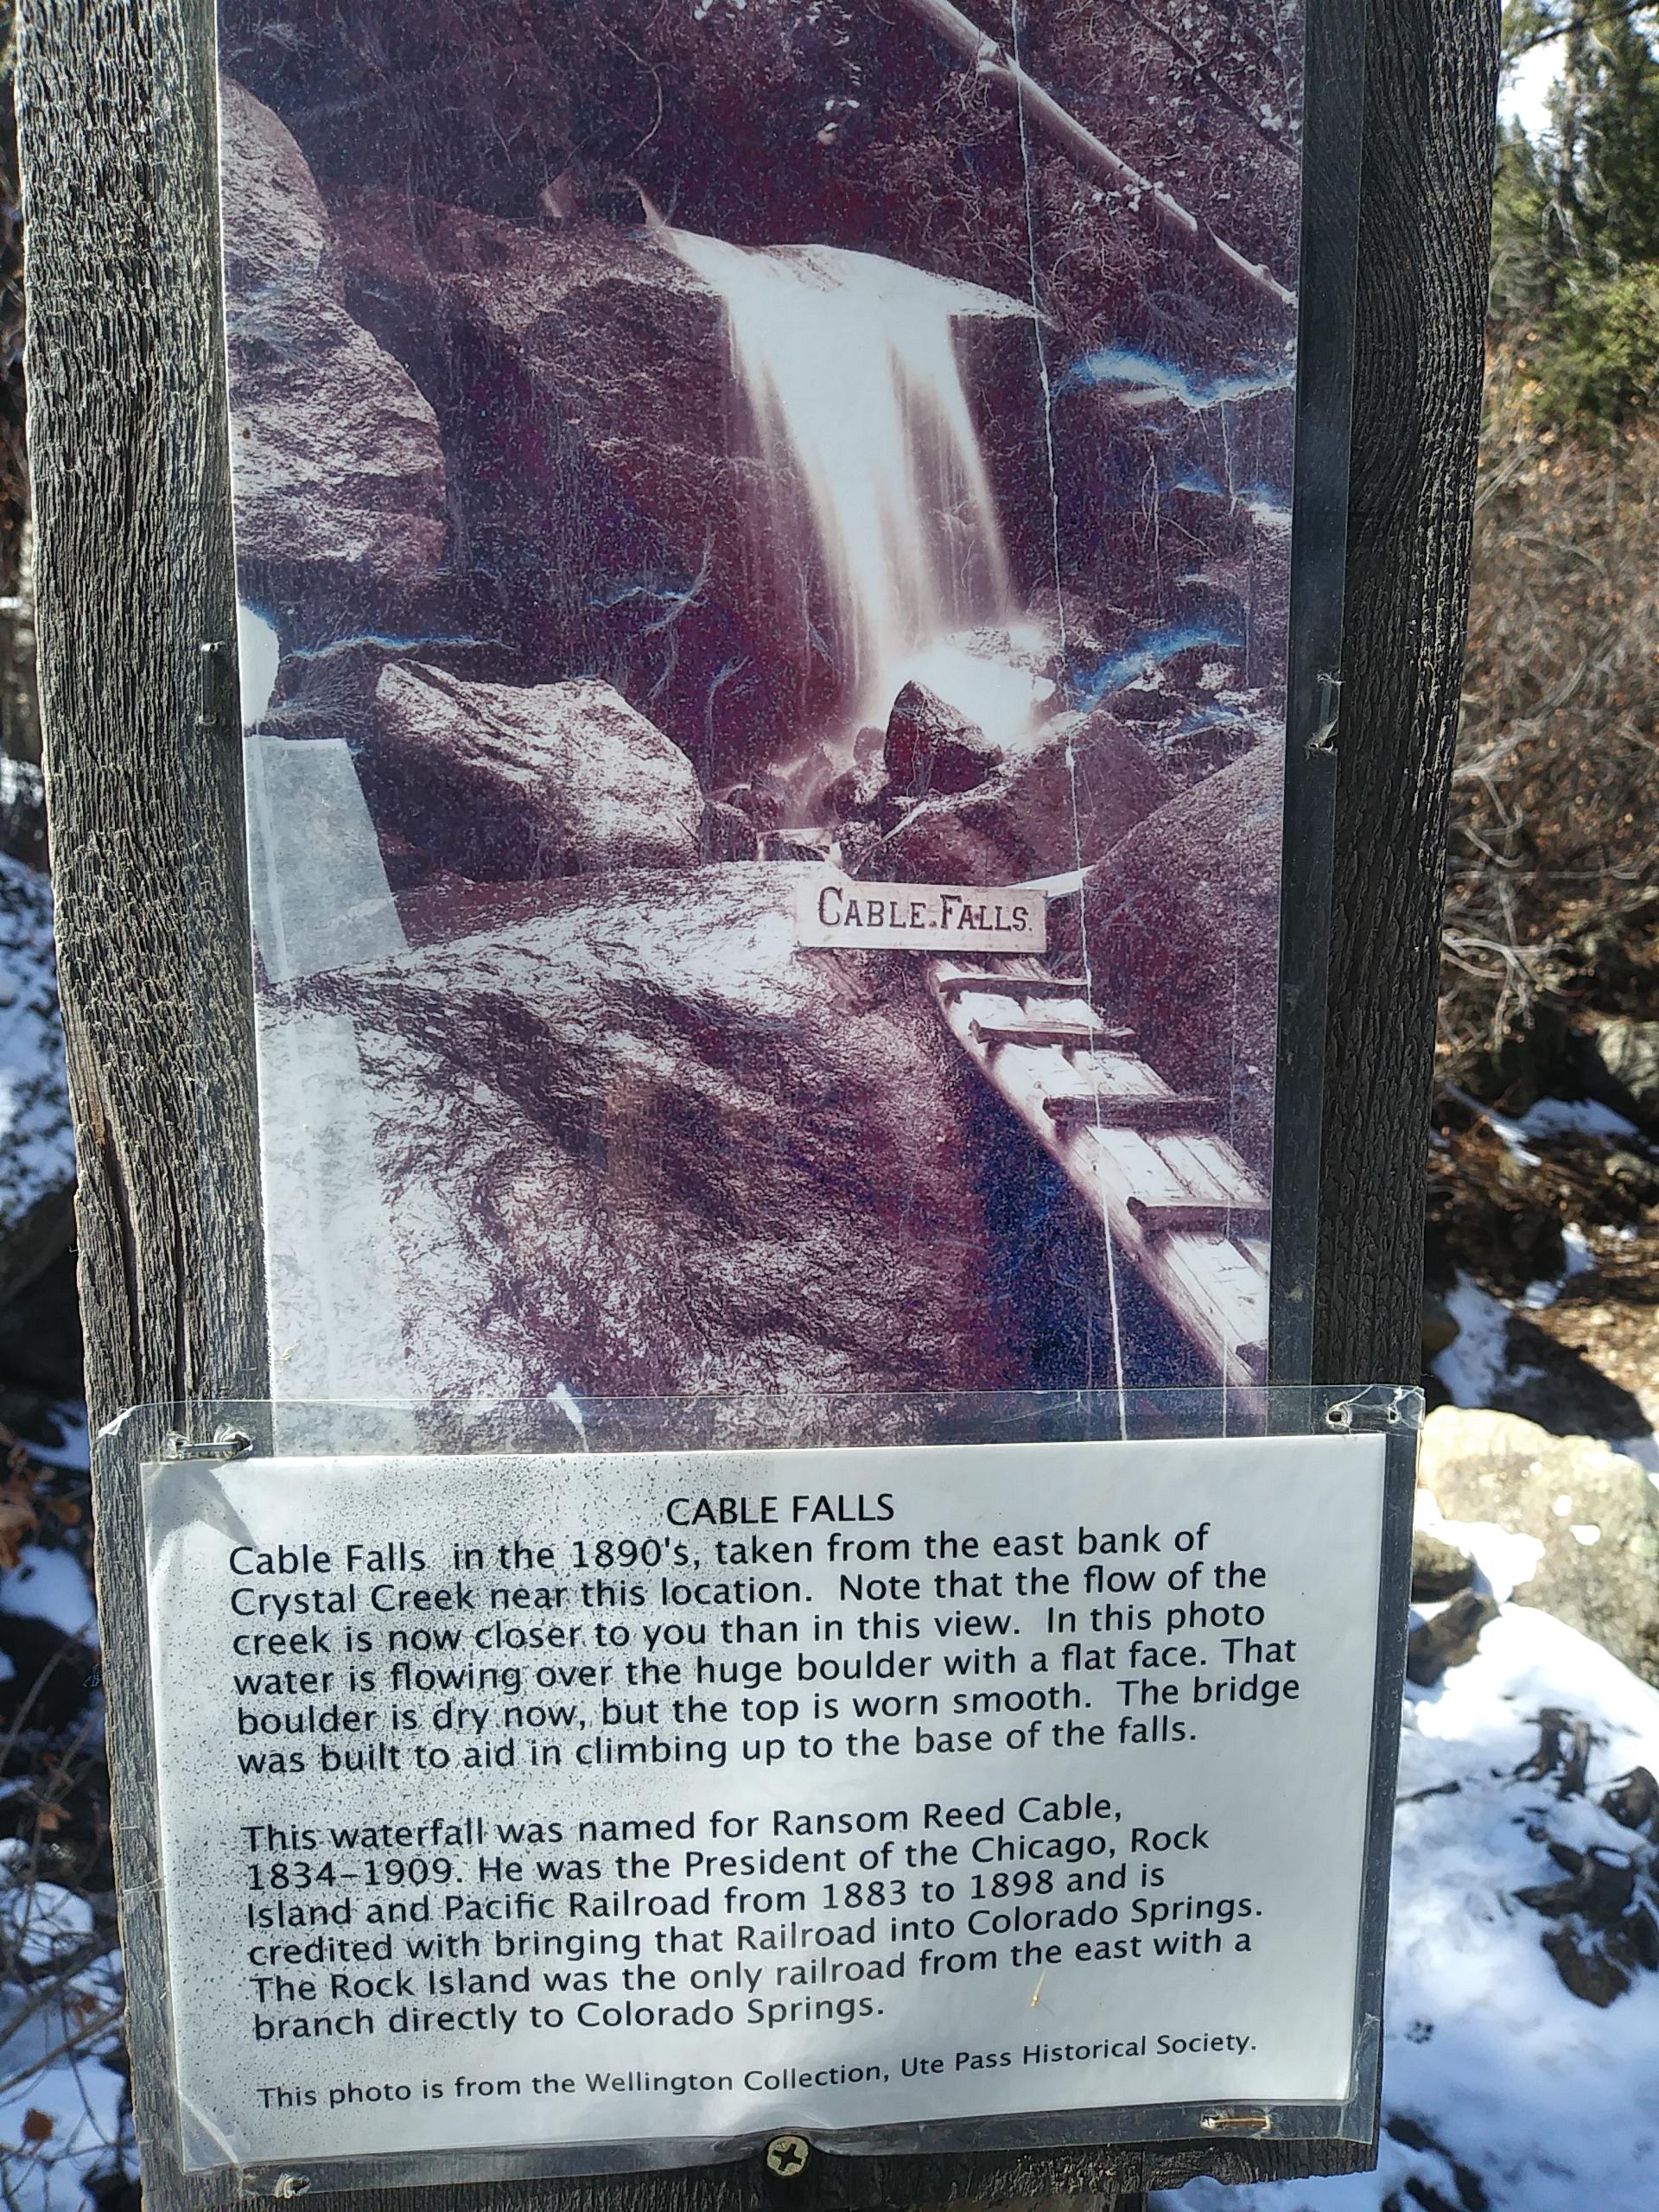 CABLE FALLS.
CABLE FALLS
Cable Falls in the 1890's, taken from the east bank of
Crystal Creek near this location. Note that the flow of the
creek is now closer to you than in this view. In this photo
water is flowing over the huge boulder with a flat face. That
boulder is dry now, but the top is worn smooth. The bridge
was built to aid in climbing up to the base of the falls.
This waterfall was named for Ransom Reed Cable,
1834-1909. He was the President of the Chicago, Rock
Island and Pacific Railroad from 1883 to 1898 and is
credited with bringing that Railroad into Colorado Springs.
The Rock Island was the only railroad from the east with a
branch directly to Colorado Springs.
This photo is from the Wellington Collection, Ute Pass Historical Society.